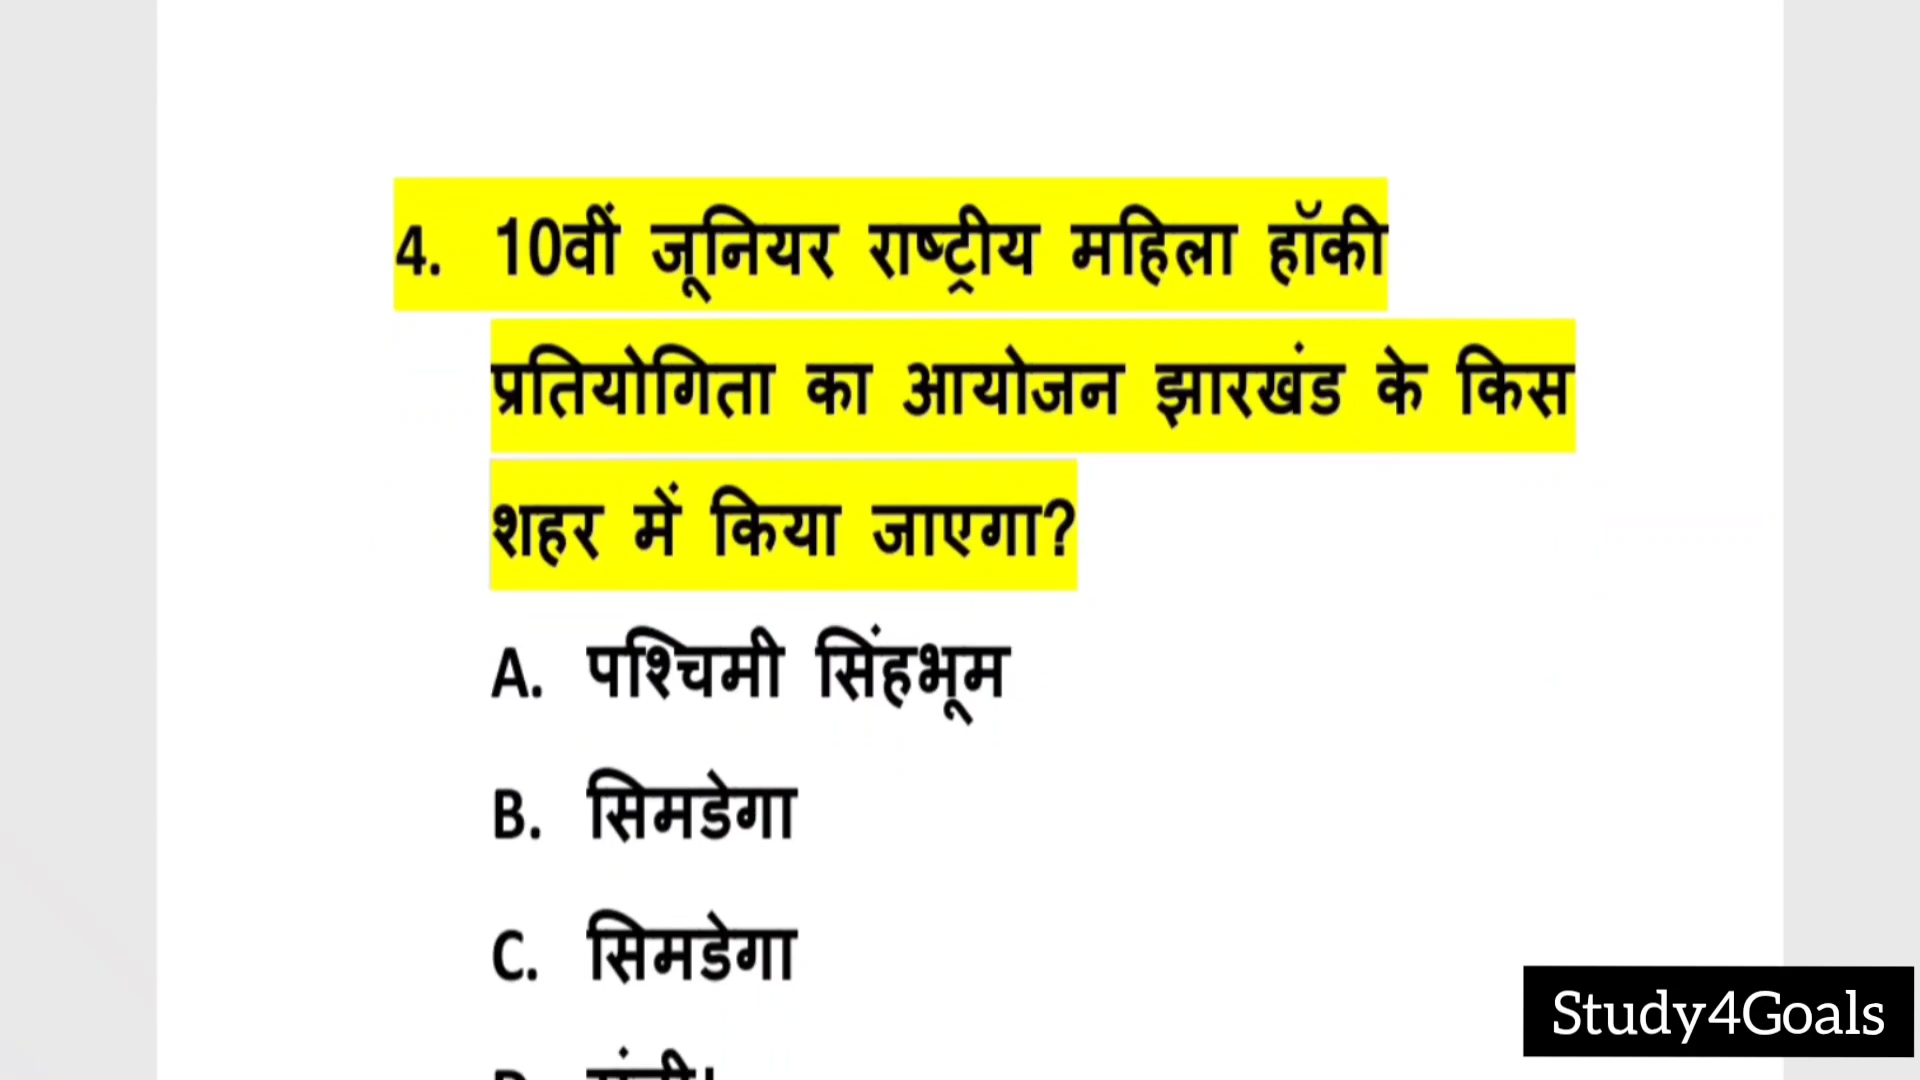 4. 10वीं जूनियर राष्ट्रीय महिला हॉकी
प्रतियोगिता का आयोजन झारखंड के किस
शहर में किया जाएगा?
A. पश्चिमी सिंहभूम
B. सिमडेगा
C. सिमडेगा
Study4Goals